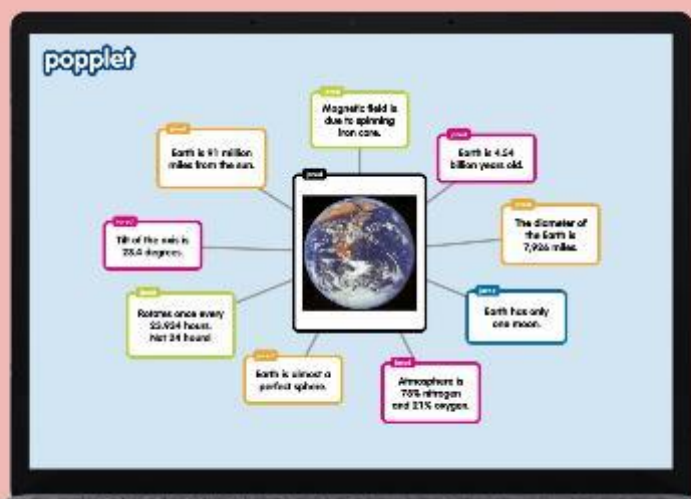 popplet
Magnetic field is
due to spinning
iron core.
Earth is 91 million
miles from the sun.
Earth is 4.54
billion years old.
The diameter of
the Earth is
7,926 miles.
Tilt of the axis is
23.4 degrees.
Rotates once every
23.934 hours.
Not 24 hours!
Earth has only
one moon.
Earth is almost a
perfect sphere.
Atmosphere is
78% nitrogen
and 21% oxygen.